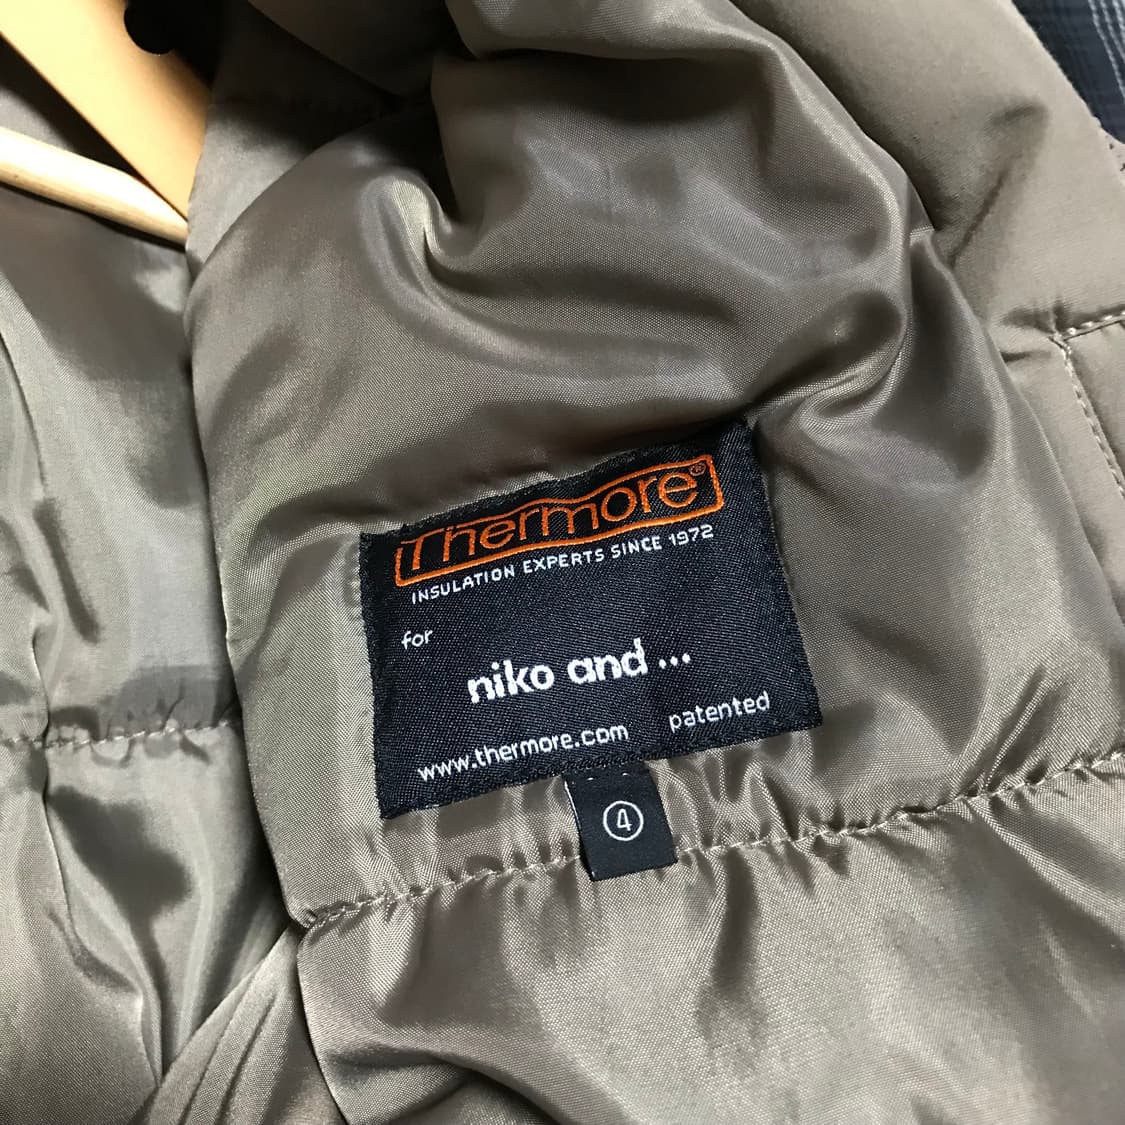 Thermore®
INSULATION EXPERTS SINCE 1972
for
niko and ...
www.thermore.com patented
④